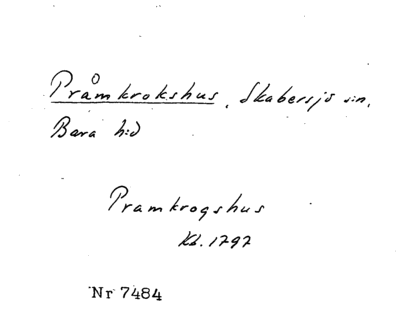 Pråmkrokshus, Skabersjö sn,
Bara hd
Pramkrogshus
Kb. 1797
Nr 7484